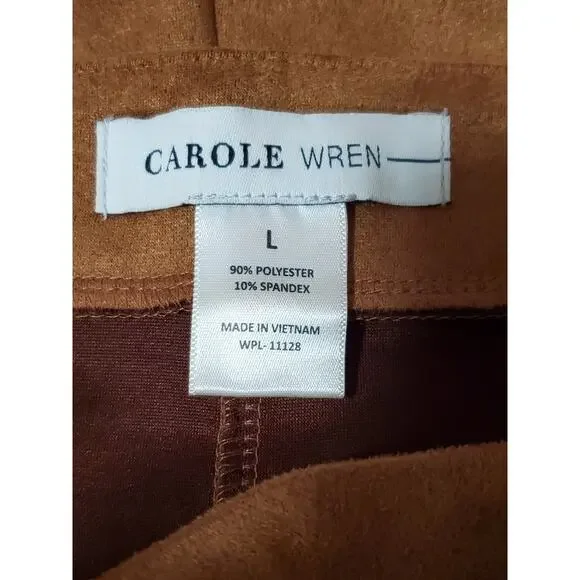 CAROLE WREN
L
90% POLYESTER
10% SPANDEX
MADE IN VIETNAM
WPL- 11128